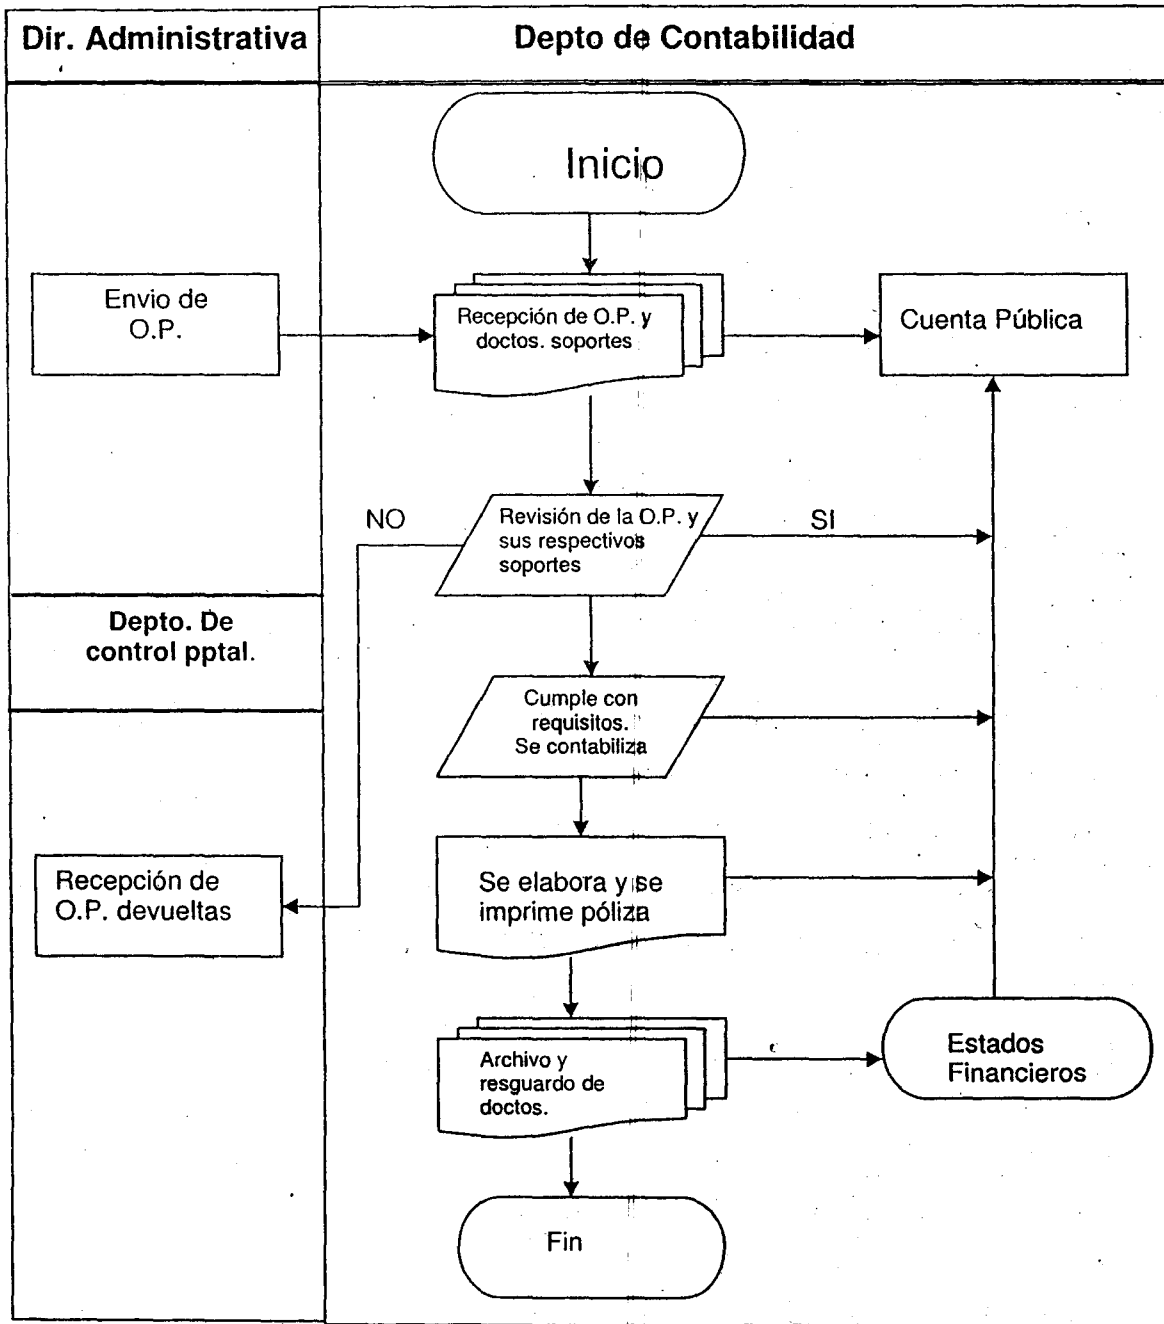 Dir. Administrativa
Depto de Contabilidad
Inicio
Envio de
O.P.
Recepción de O.P. y
doctos. soportes
Cuenta Pública
NO
Revisión de la O.P. y
sus respectivos
soportes
SI
Depto. De
control pptal.
Cumple con
requisitos.
Se contabiliza
Recepción de
O.P. devueltas
Se elabora y se
imprime póliza
Archivo y
resguardo de
doctos.
Estados
Financieros
Fin